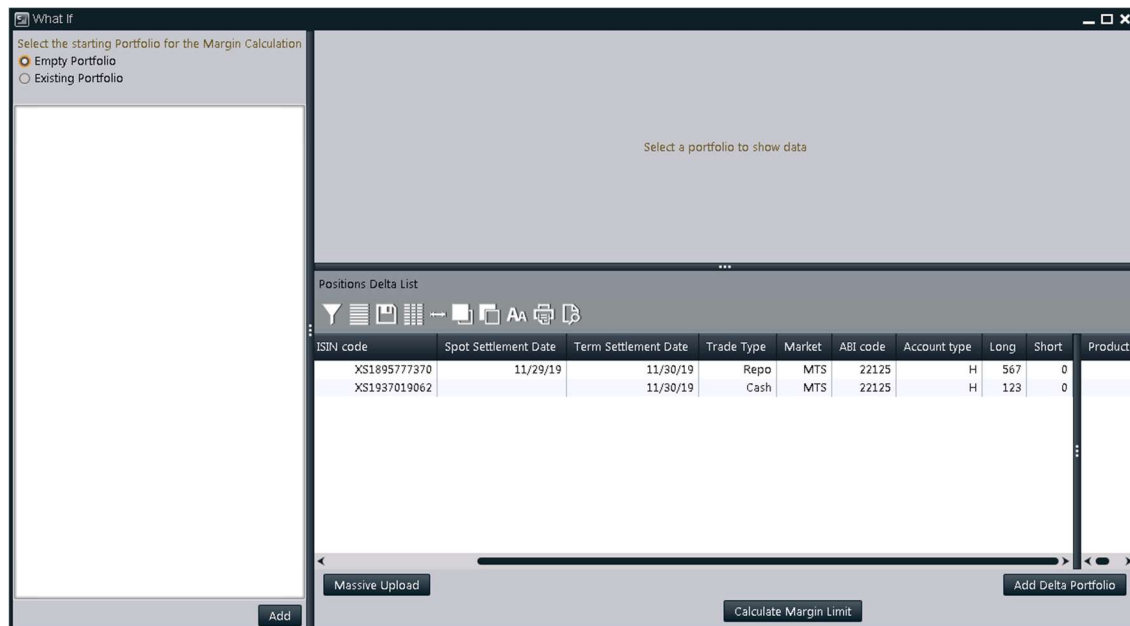 What If
Select the starting Portfolio for the Margin Calculation
Empty Portfolio
Existing Portfolio
Select a portfolio to show data
Positions Delta List
AA
ISIN code Spot Settlement Date Term Settlement Date Trade Type Market ABI code Account type Long Short Product
XS1895777370 11/29/19 11/30/19 Repo MTS 22125 H 567 0
XS1937019062 11/30/19 Cash MTS 22125 H 123 0
Massive Upload Add Delta Portfolio
Add Calculate Margin Limit